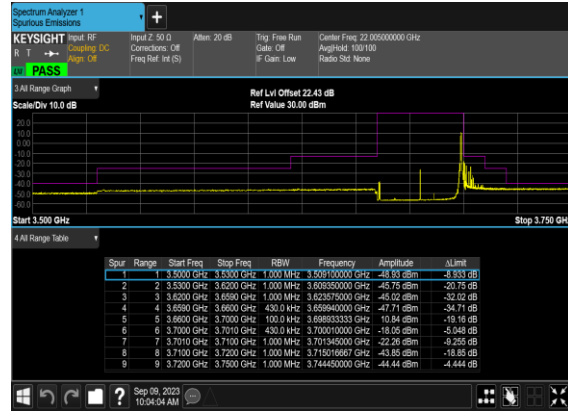 Spectrum Analyzer 1
Spurious Emissions
KEYSIGHT Input: RF Input Z: 50 Ω Atten: 20 dB Trig: Free Run Center Freq: 22.005000000 GHz
R T Coupling: DC Corrections: Off Gate: Off Avg|Hold: 100/100
Align: Off Freq Ref: Int (S) IF Gain: Low Radio Std: None
PASS
3 All Range Graph
Scale/Div 10.0 dB Ref Lvl Offset 22.43 dB
Ref Value 30.00 dBm
20.0
10.0
0.00
-10.0
-20.0
-30.0
-40.0
-50.0
-60.0
Start 3.500 GHz Stop 3.750 GHz
4 All Range Table
Spur Range Start Freq Stop Freq RBW Frequency Amplitude ΔLimit
1 1 3.5000 GHz 3.5300 GHz 1.000 MHz 3.509100000 GHz -48.93 dBm -8.933 dB
2 2 3.5300 GHz 3.6200 GHz 1.000 MHz 3.609350000 GHz -45.75 dBm -20.75 dB
3 3 3.6200 GHz 3.6590 GHz 1.000 MHz 3.623575000 GHz -45.02 dBm -32.02 dB
4 4 3.6590 GHz 3.6600 GHz 430.0 kHz 3.659940000 GHz -47.71 dBm -34.71 dB
5 5 3.6600 GHz 3.7000 GHz 100.0 kHz 3.698933333 GHz 10.84 dBm -19.16 dB
6 6 3.7000 GHz 3.7010 GHz 430.0 kHz 3.700010000 GHz -18.05 dBm -5.048 dB
7 7 3.7010 GHz 3.7100 GHz 1.000 MHz 3.701345000 GHz -22.26 dBm -9.255 dB
8 8 3.7100 GHz 3.7200 GHz 1.000 MHz 3.715016667 GHz -43.85 dBm -18.85 dB
9 9 3.7200 GHz 3.7500 GHz 1.000 MHz 3.744450000 GHz -44.44 dBm -4.444 dB
? Sep 09, 2023
10:04:04 AM